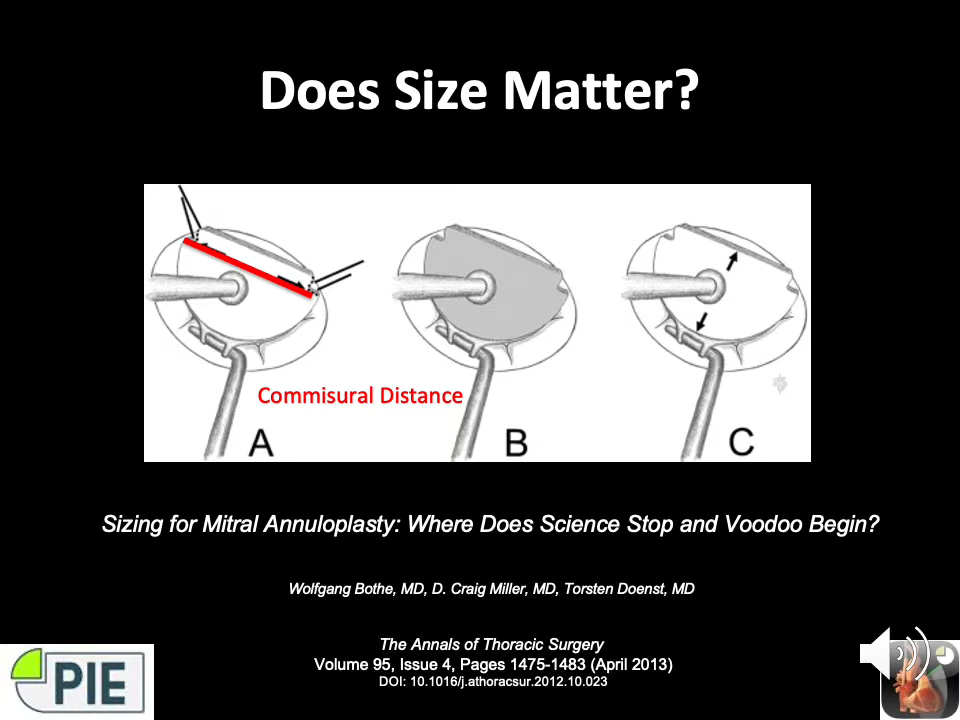 Does Size Matter?
Commisural Distance
A B C
Sizing for Mitral Annuloplasty: Where Does Science Stop and Voodoo Begin?
Wolfgang Bothe, MD, D. Craig Miller, MD, Torsten Doenst, MD
The Annals of Thoracic Surgery
Volume 95, Issue 4, Pages 1475-1483 (April 2013)
DOI: 10.1016/j.athoracsur.2012.10.023
PIE